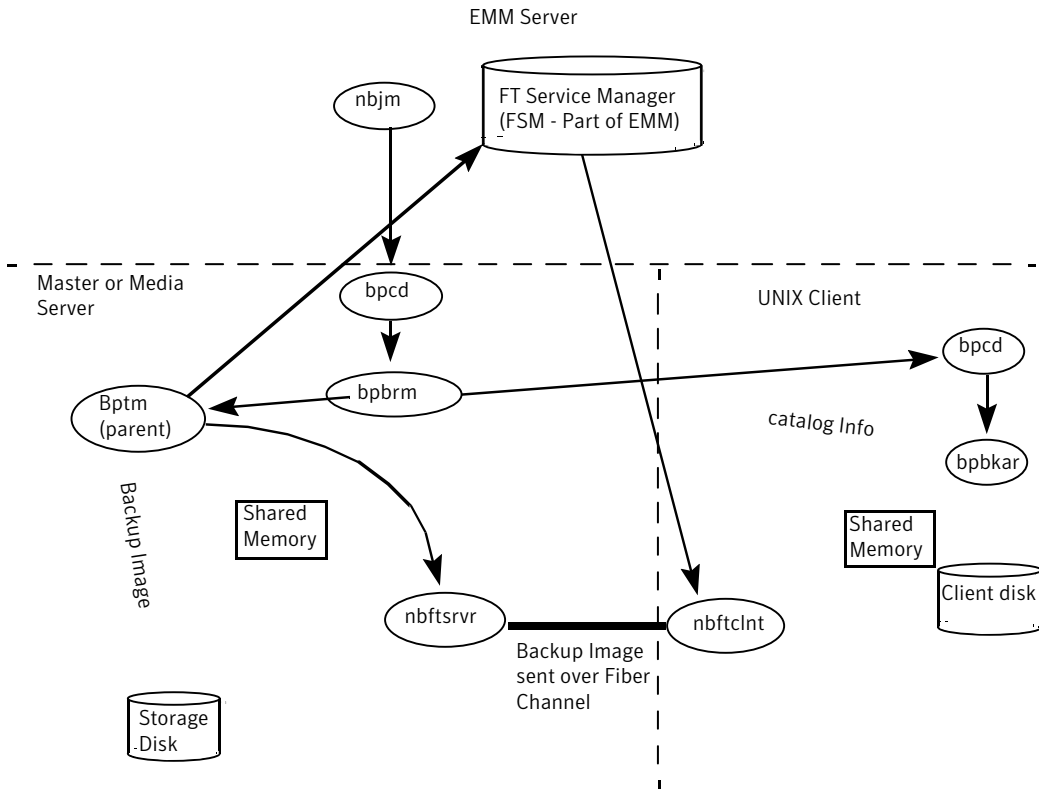 EMM Server
nbjm
FT Service Manager
(FSM - Part of EMM)
Master or Media
Server
bpcd
UNIX Client
bpcd
bpbrm
Bptm
(parent)
catalog Info
bpbkar
Backup Image
Shared
Memory
Shared
Memory
Client disk
nbftsrvr
nbftclnt
Backup Image
sent over Fiber
Channel
Storage
Disk